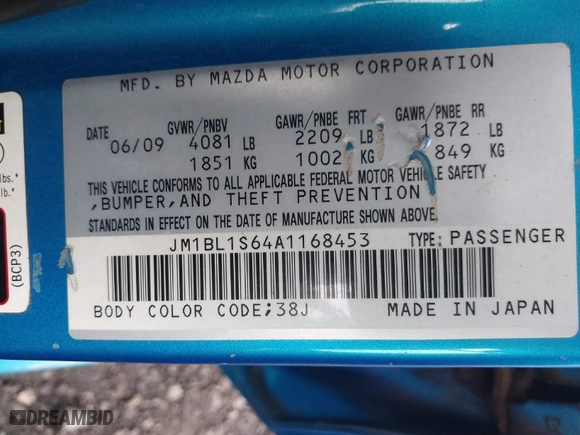 MFD. BY MAZDA MOTOR CORPORATION
DATE GVWR/PNBV GAWR/PNBE FRT GAWR/PNBE RR
06/09 4081 LB 2209 LB 1872 LB
1851 KG 1002 KG 849 KG
THIS VEHICLE CONFORMS TO ALL APPLICABLE FEDERAL MOTOR VEHICLE SAFETY
,BUMPER,AND THEFT PREVENTION
STANDARDS IN EFFECT ON THE DATE OF MANUFACTURE SHOWN ABOVE.
JM1BL1S64A1168453 TYPE: PASSENGER
BODY COLOR CODE;38J MADE IN JAPAN
lbs.*
lb.*
(BCP3)
DREAMBID